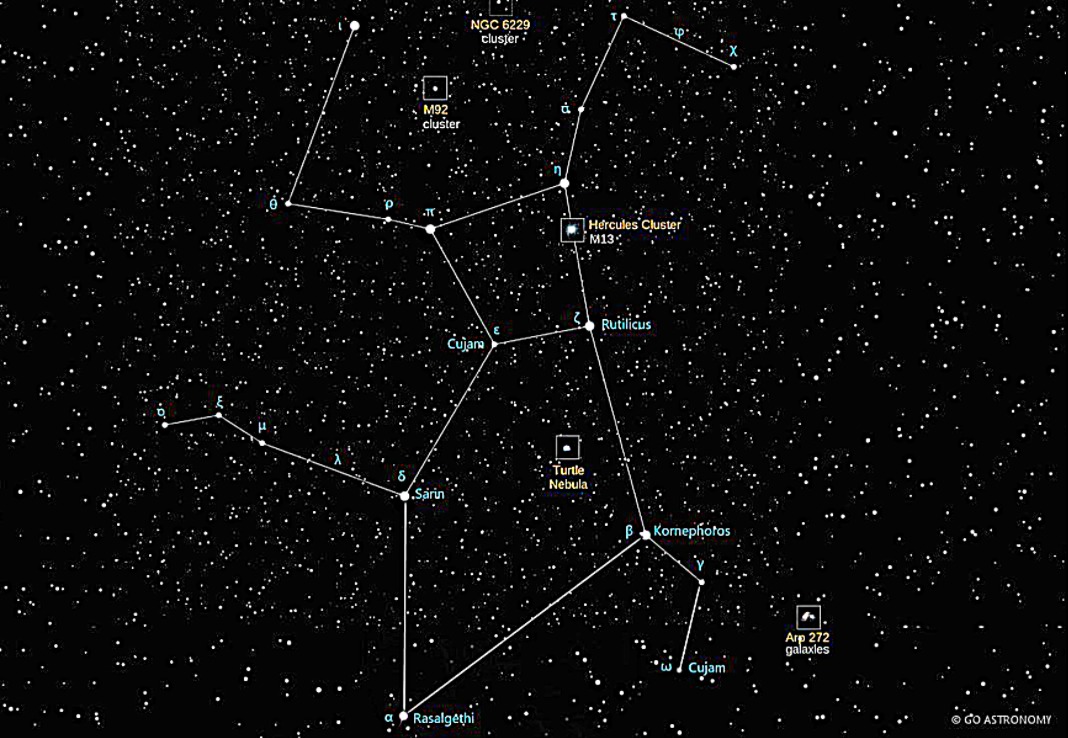 τ
ι
NGC 6229
cluster
φ
χ
M92
cluster
ά
η
θ
ρ
π
Hercules Cluster
M13
ζ
Rutilicus
ε
Cujam
ο
ξ
μ
λ
δ
Sarin
Turtle
Nebula
β
Kornephoros
γ
Arp 272
galaxies
ω
Cujam
α
Rasalgethi
© GO ASTRONOMY